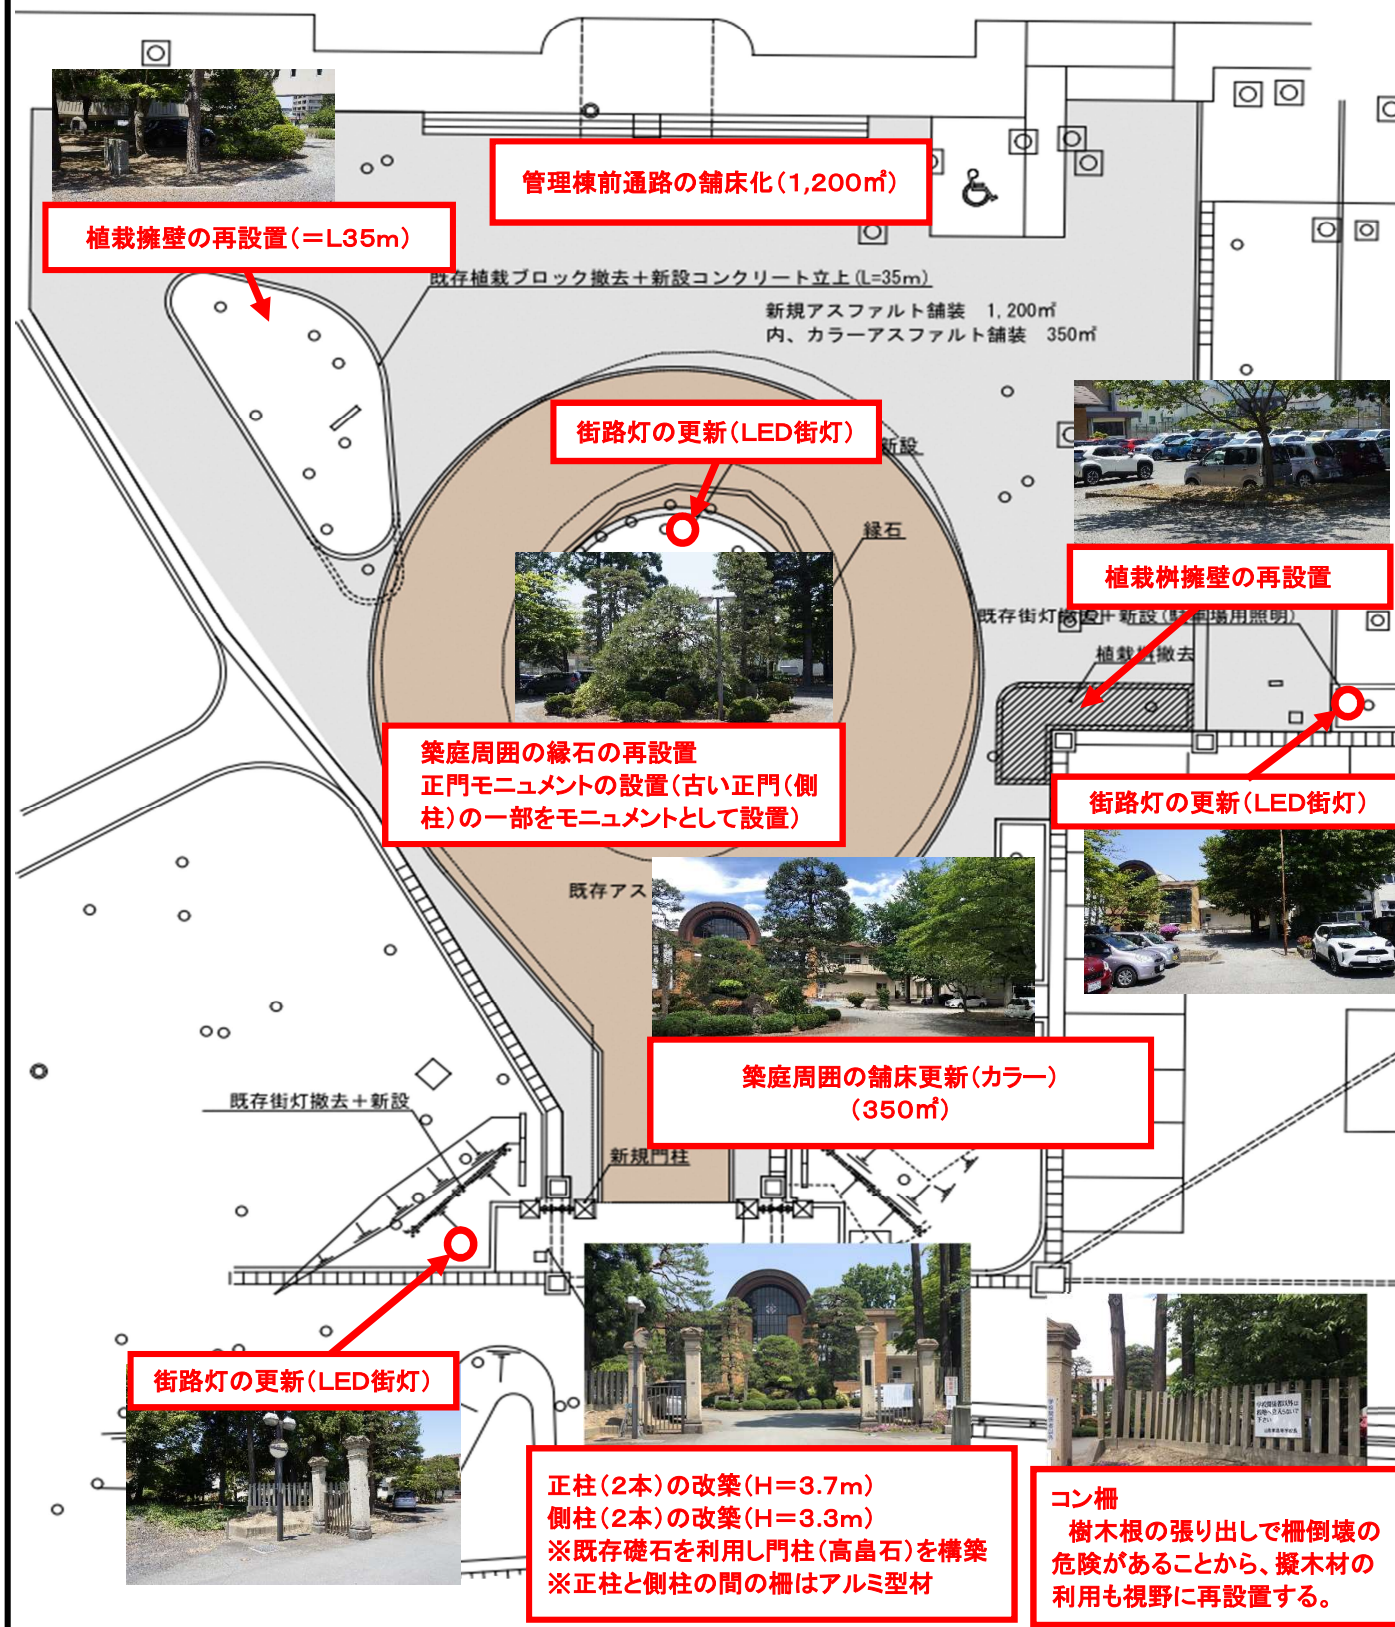 管理棟前通路の舗床化(1,200㎡)
植栽擁壁の再設置(=L35m)
既存植栽ブロック撤去+新設コンクリート立上(L=35m)
新規アスファルト舗装 1,200㎡
内、カラーアスファルト舗装 350㎡
街路灯の更新(LED街灯)
新設
縁石
植栽桝擁壁の再設置
既存街灯撤去+新設(駐車場用照明)
植栽桝撤去
築庭周囲の縁石の再設置
正門モニュメントの設置(古い正門(側
柱)の一部をモニュメントとして設置)
街路灯の更新(LED街灯)
既存アス
築庭周囲の舗床更新(カラー)
(350㎡)
既存街灯撤去+新設
新規門柱
街路灯の更新(LED街灯)
正柱(2本)の改築(H=3.7m)
側柱(2本)の改築(H=3.3m)
※既存礎石を利用し門柱(高畠石)を構築
※正柱と側柱の間の柵はアルミ型材
コン柵
樹木根の張り出しで柵倒壊の
危険があることから、擬木材の
利用も視野に再設置する。